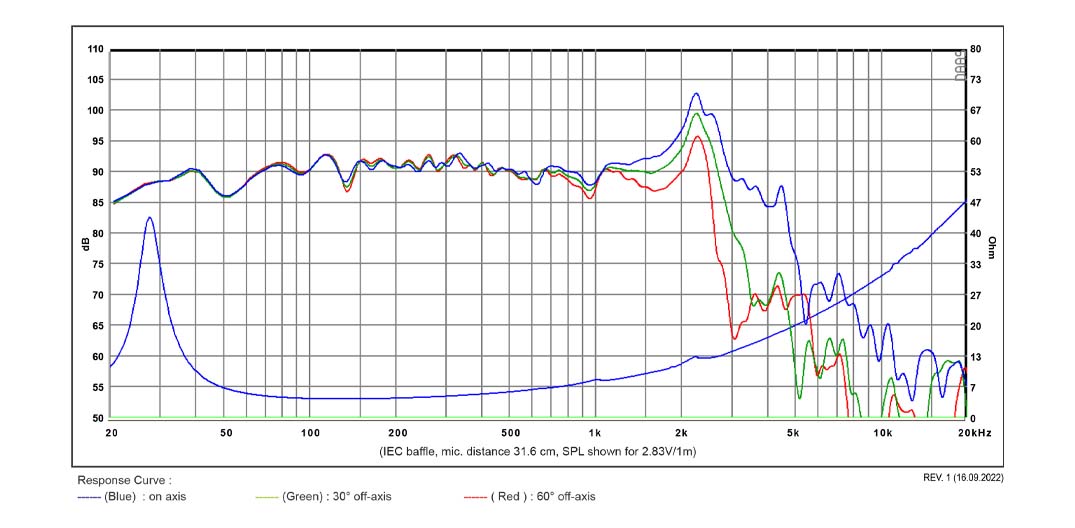 110 80
105 73
100 67
95 60
90 53
85 47
80 40
dB Ohm
75 33
70 27
65 20
60 13
55 7
50 0
DAAS
20 50 100 200 500 1k 2k 5k 10k 20kHz
(IEC baffle, mic. distance 31.6 cm, SPL shown for 2.83V/1m)
Response Curve :
REV. 1 (16.09.2022)
(Blue) : on axis (Green) : 30° off-axis ( Red ) : 60° off-axis